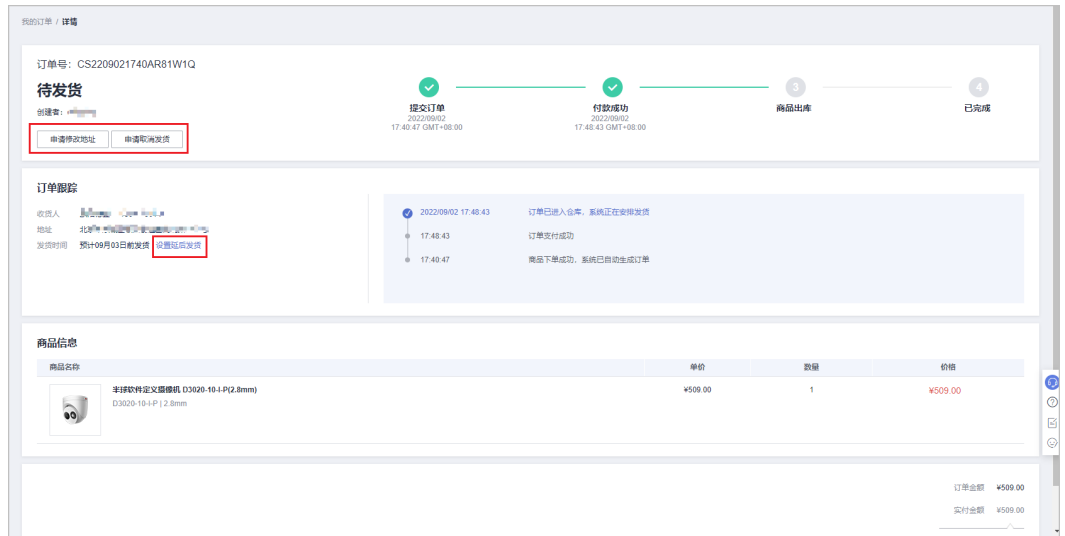 我的订单 / 详情
订单号：CS2209021740AR81W1Q
待发货
创建者：
申请修改地址
申请取消发货
提交订单
2022/09/02
17:40:47 GMT+08:00
付款成功
2022/09/02
17:48:43 GMT+08:00
3
商品出库
4
已完成
订单跟踪
收货人
地址 北
发货时间 预计09月03日前发货 设置延后发货
2022/09/02 17:48:43 订单已进入仓库，系统正在安排发货
17:48:43 订单支付成功
17:40:47 商品下单成功，系统已自动生成订单
商品信息
商品名称 单价 数量 价格
半球软件定义摄像机 D3020-10-I-P(2.8mm) ¥509.00 1 ¥509.00
D3020-10-I-P | 2.8mm
订单金额 ¥509.00
实付金额 ¥509.00